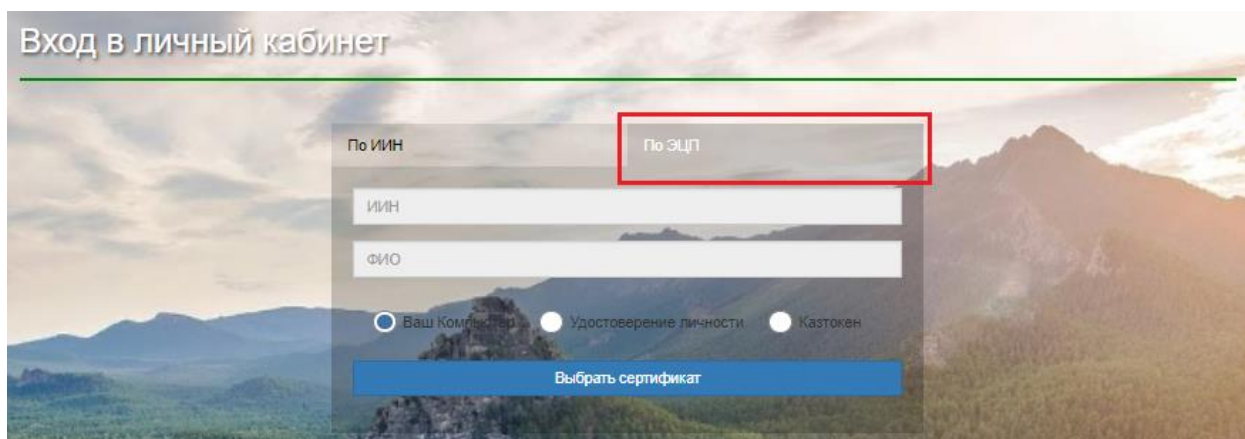 Вход в личный кабинет
По ИИН По ЭЦП
ИИН
ФИО
Ваш Компьютер Удостоверение личности Казтокен
Выбрать сертификат